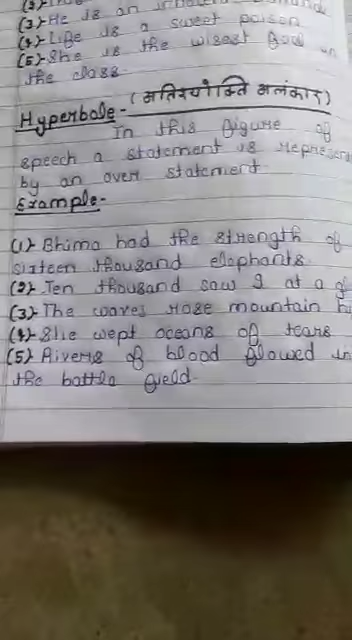 (3) He is an
(4) Life is a sweet poison
(5) She is the wisest fool in
the class.
Hyperbole - (अतिशयोक्ति अलंकार)
In this figure of
speech a statement is represen
by an over statement.
Example -
(1) Bhima had the strength of
sixteen thousand elephants.
(2) Ten thousand saw I at a
(3) The waves rose mountain
(4) She wept oceans of tears
(5) Rivers of blood flowed in
the battle field.